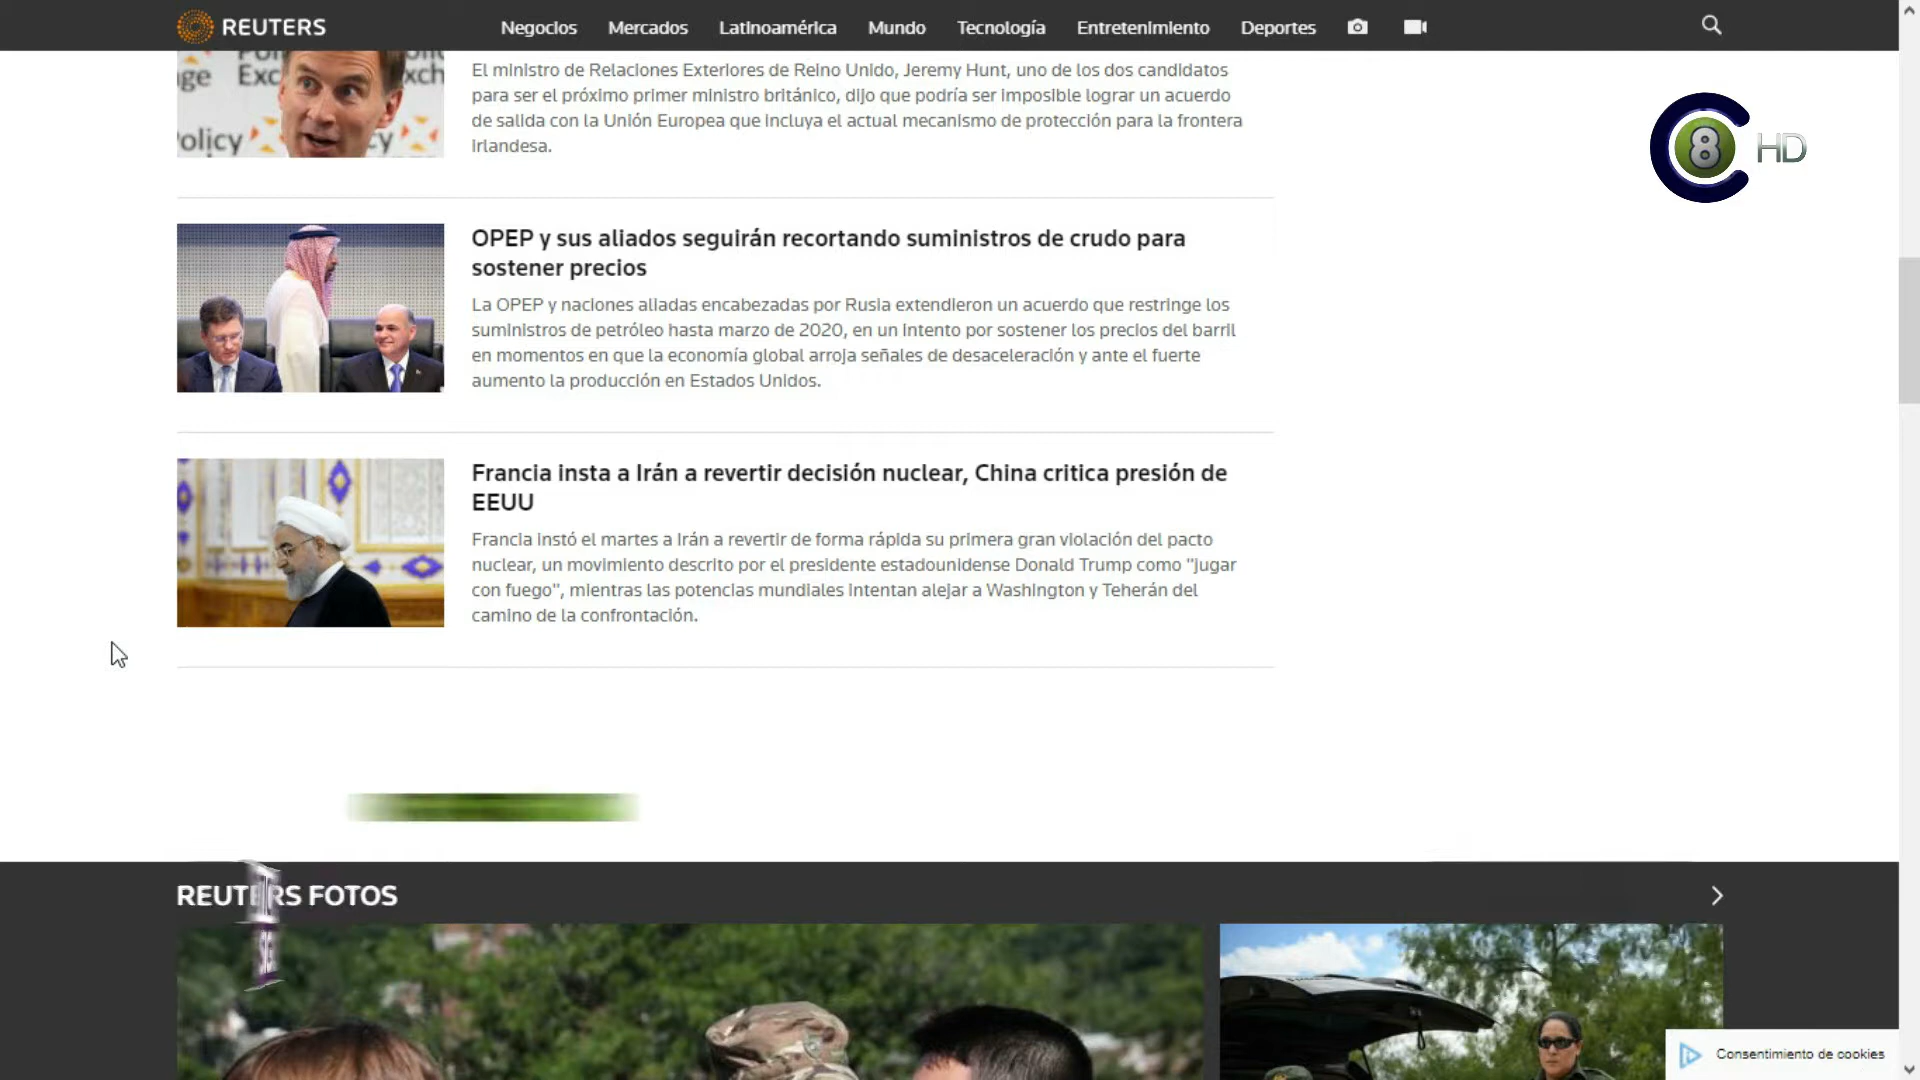 REUTERS
Negocios Mercados Latinoamérica Mundo Tecnología Entretenimiento Deportes
Policy
El ministro de Relaciones Exteriores de Reino Unido, Jeremy Hunt, uno de los dos candidatos
para ser el próximo primer ministro británico, dijo que podría ser imposible lograr un acuerdo
de salida con la Unión Europea que incluya el actual mecanismo de protección para la frontera
irlandesa.
8 HD
OPEP y sus aliados seguirán recortando suministros de crudo para
sostener precios
La OPEP y naciones aliadas encabezadas por Rusia extendieron un acuerdo que restringe los
suministros de petróleo hasta marzo de 2020, en un intento por sostener los precios del barril
en momentos en que la economía global arroja señales de desaceleración y ante el fuerte
aumento la producción en Estados Unidos.
Francia insta a Irán a revertir decisión nuclear, China critica presión de
EEUU
Francia instó el martes a Irán a revertir de forma rápida su primera gran violación del pacto
nuclear, un movimiento descrito por el presidente estadounidense Donald Trump como "jugar
con fuego", mientras las potencias mundiales intentan alejar a Washington y Teherán del
camino de la confrontación.
REUTERS FOTOS
Consentimiento de cookies